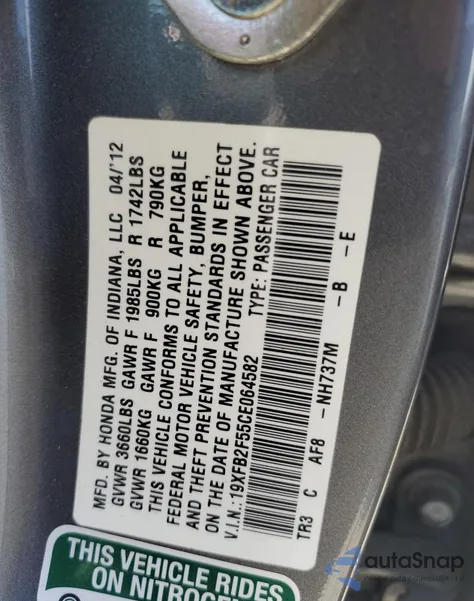 MFD. BY HONDA MFG. OF INDIANA, LLC 04/'12
GVWR 3660LBS GAWR F 1985LBS R 1742LBS
GVWR 1660KG GAWR F 900KG R 790KG
THIS VEHICLE CONFORMS TO ALL APPLICABLE
FEDERAL MOTOR VEHICLE SAFETY, BUMPER,
AND THEFT PREVENTION STANDARDS IN EFFECT
ON THE DATE OF MANUFACTURE SHOWN ABOVE.
V.I.N.: 19XFB2F55CE064582 TYPE: PASSENGER CAR
TR3 C AF8 -NH737M -B -E
THIS VEHICLE RIDES
ON NITROGEN
autoSnap